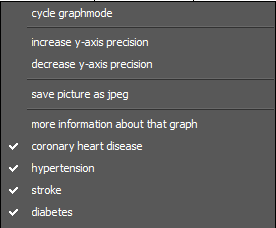 cycle graphmode
increase y-axis precision
decrease y-axis precision
save picture as jpeg
more information about that graph
coronary heart disease
hypertension
stroke
diabetes